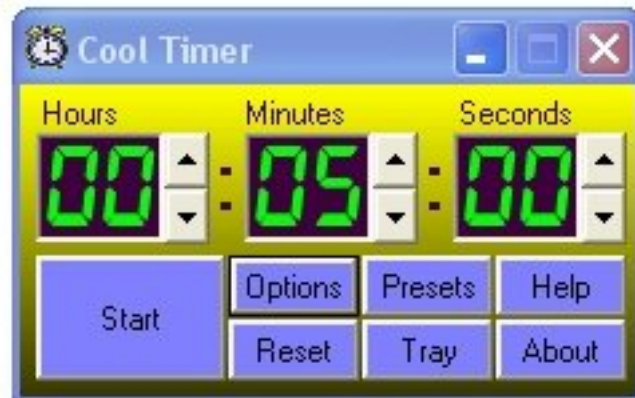 Cool Timer
Hours Minutes Seconds
00 : 05 : 00
Start
Options Presets Help
Reset Tray About